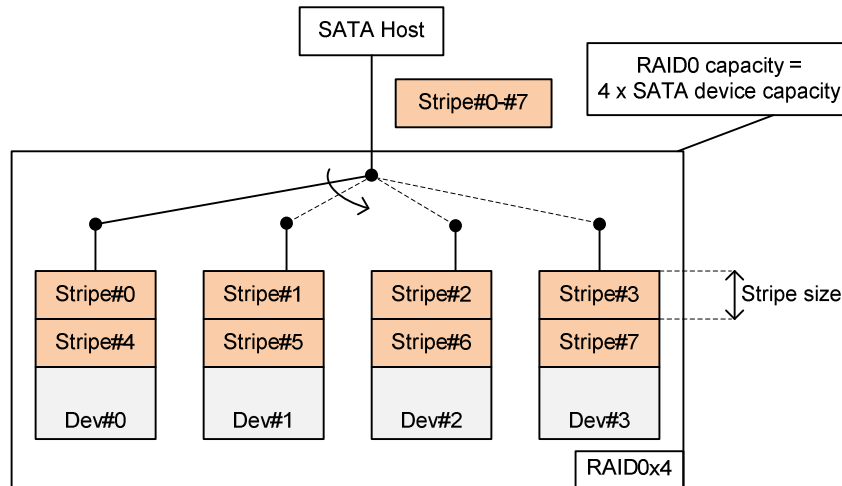 SATA Host
RAID0 capacity =
4 x SATA device capacity
Stripe#0-#7
Stripe#0
Stripe#1
Stripe#2
Stripe#3
Stripe size
Stripe#4
Stripe#5
Stripe#6
Stripe#7
Dev#0
Dev#1
Dev#2
Dev#3
RAID0x4